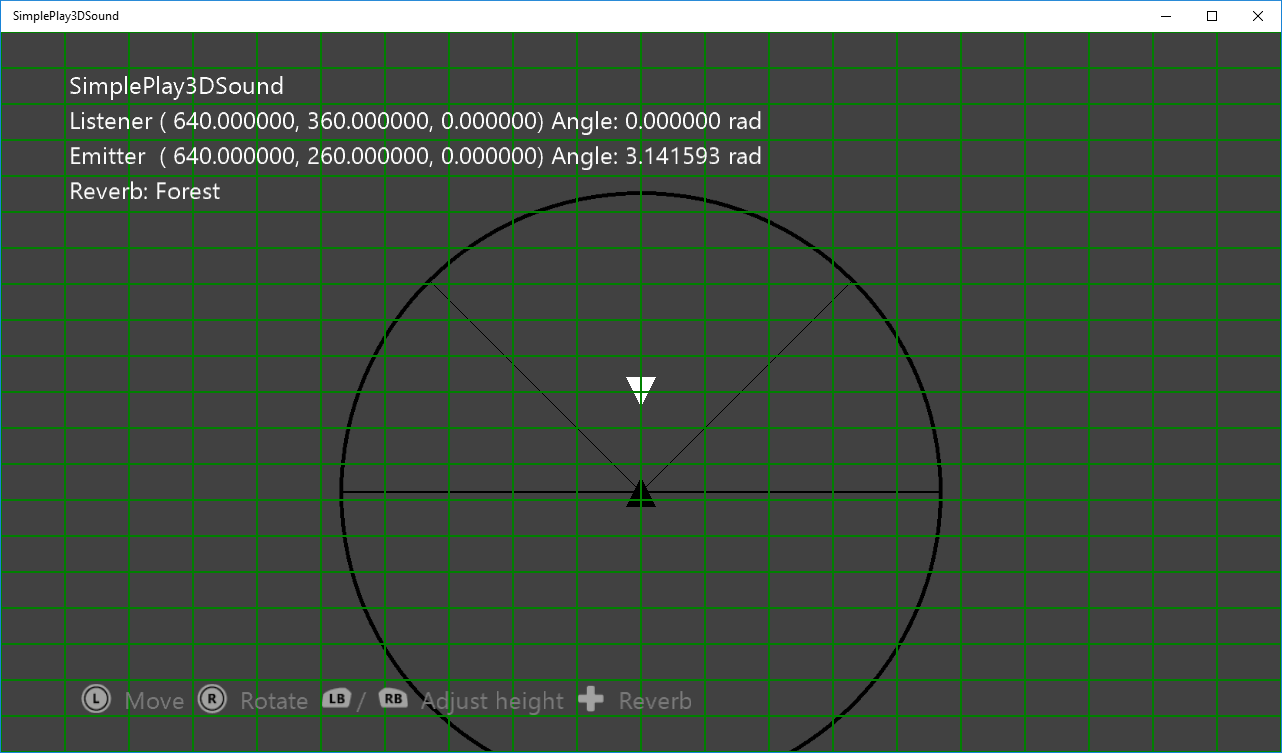 SimplePlay3DSound
SimplePlay3DSound
Listener ( 640.000000, 360.000000, 0.000000) Angle: 0.000000 rad
Emitter  ( 640.000000, 260.000000, 0.000000) Angle: 3.141593 rad
Reverb: Forest
L Move R Rotate LB / RB Adjust height Reverb